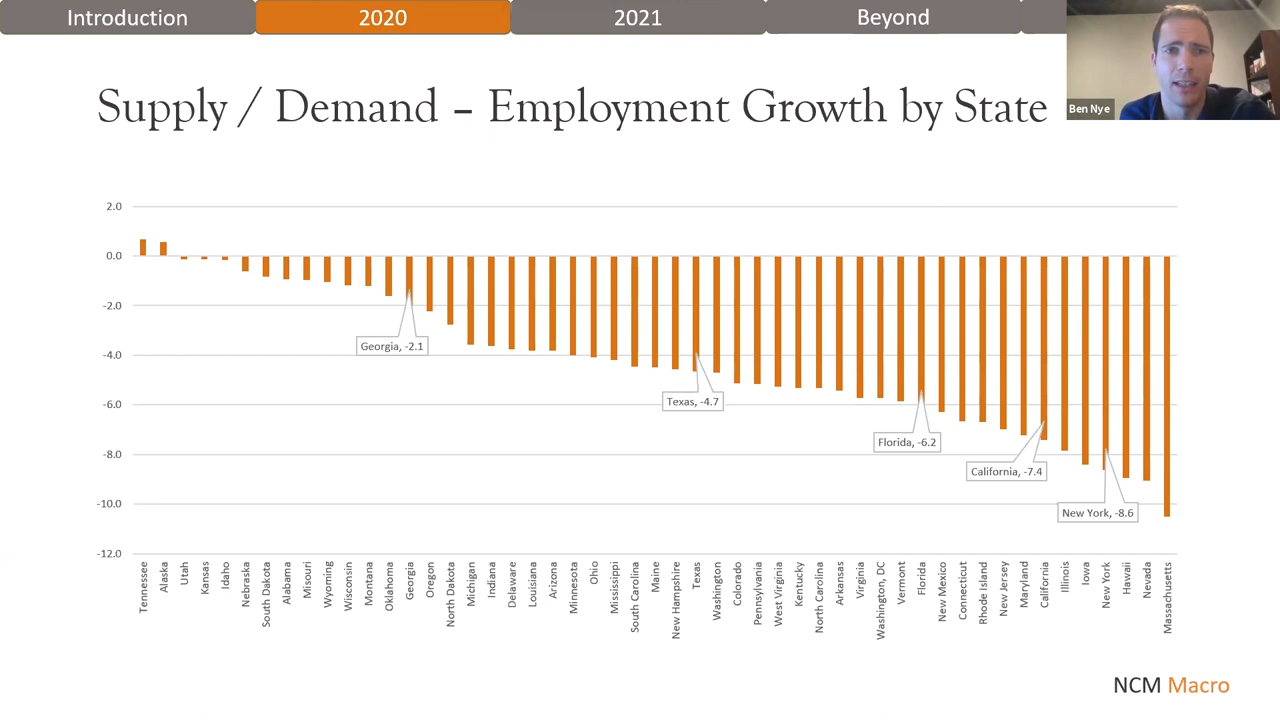 Introduction
2020
2021
Beyond
Ben Nye
Supply / Demand – Employment Growth by State
2.0
0.0
-2.0
-4.0
-6.0
-8.0
-10.0
-12.0
Georgia, -2.1
Texas, -4.7
Florida, -6.2
California, -7.4
New York, -8.6
Tennessee
Alaska
Utah
Kansas
Idaho
Nebraska
South Dakota
Alabama
Misouri
Wyoming
Wisconsin
Montana
Oklahoma
Georgia
Oregon
North Dakota
Michigan
Indiana
Delaware
Louisiana
Arizona
Minnesota
Ohio
Mississippi
South Carolina
Maine
New Hampshire
Texas
Washington
Colorado
Pennsylvania
West Virginia
Kentucky
North Carolina
Arkansas
Virginia
Washington, DC
Vermont
Florida
New Mexico
Connecticut
Rhode Island
New Jersey
Maryland
California
Illinois
Iowa
New York
Hawaii
Nevada
Massachusetts
NCM Macro